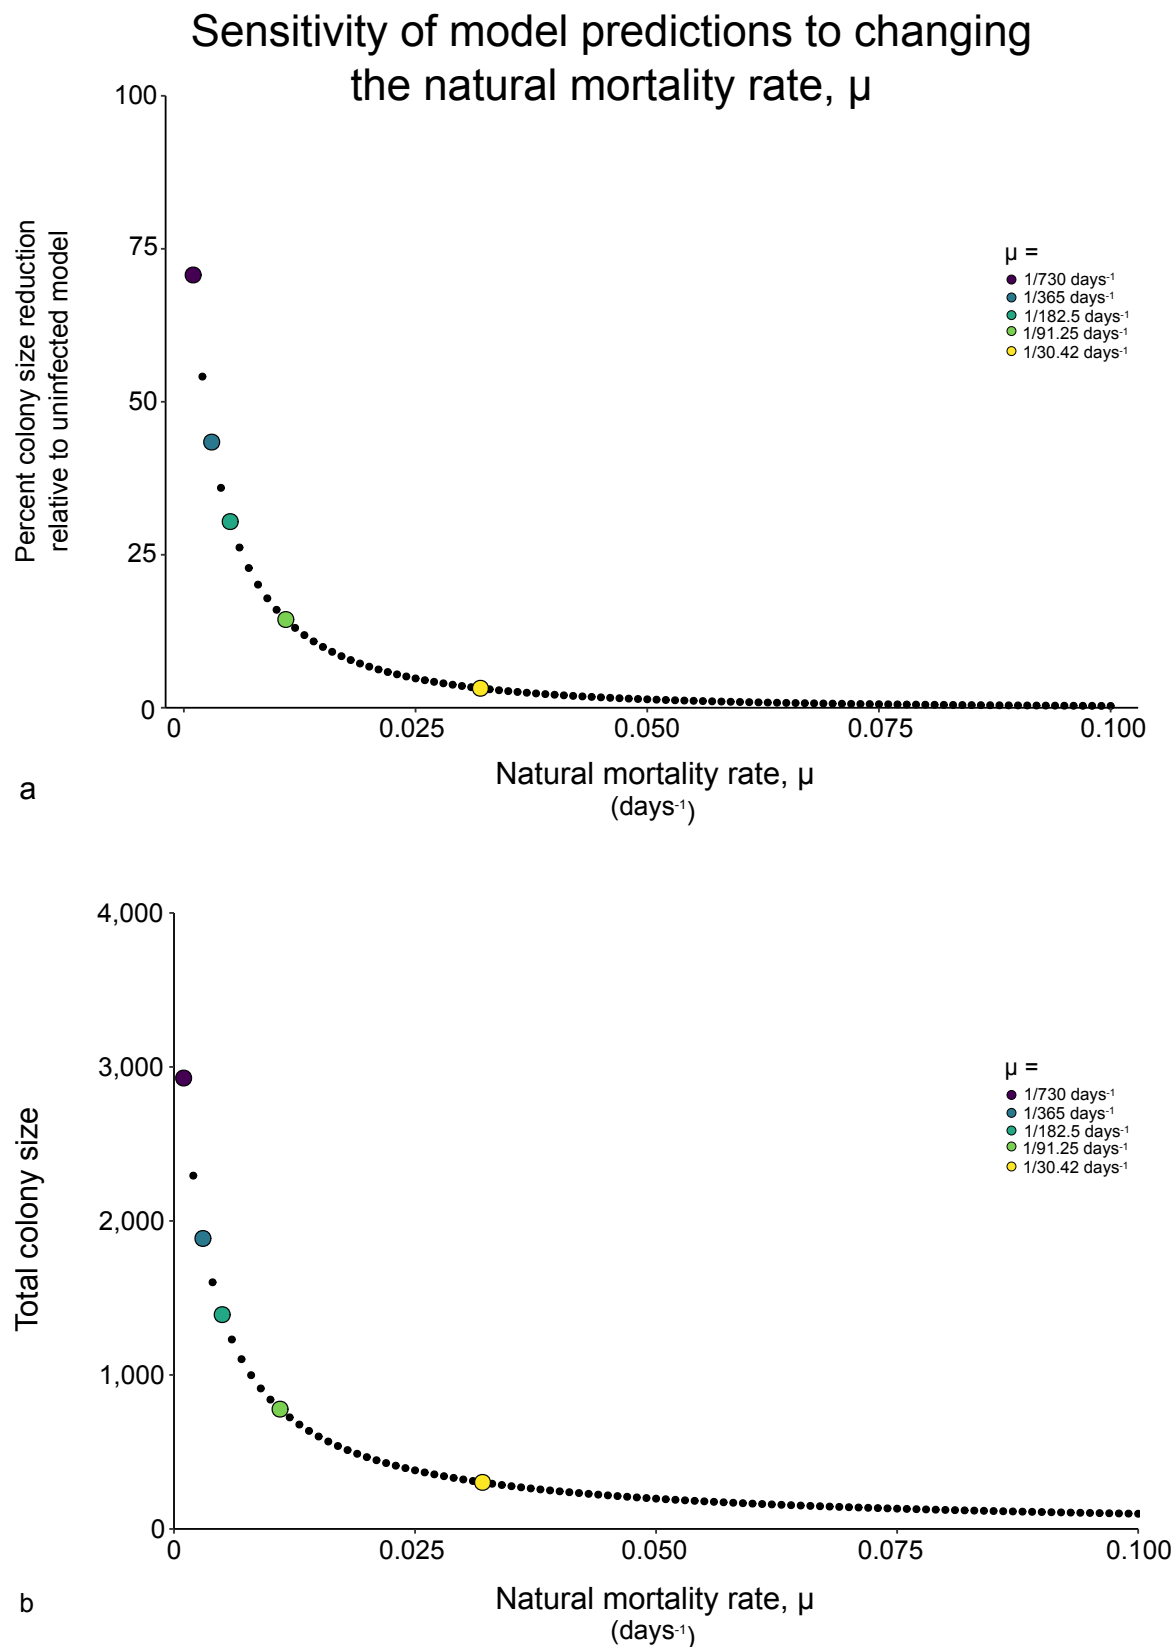 Sensitivity of model predictions to changing
the natural mortality rate, μ
100
75
50
25
0
Percent colony size reduction
relative to uninfected model
μ =
1/730 days⁻¹
1/365 days⁻¹
1/182.5 days⁻¹
1/91.25 days⁻¹
1/30.42 days⁻¹
0 0.025 0.050 0.075 0.100
Natural mortality rate, μ
(days⁻¹)
a
4,000
3,000
2,000
1,000
0
Total colony size
μ =
1/730 days⁻¹
1/365 days⁻¹
1/182.5 days⁻¹
1/91.25 days⁻¹
1/30.42 days⁻¹
0 0.025 0.050 0.075 0.100
Natural mortality rate, μ
(days⁻¹)
b